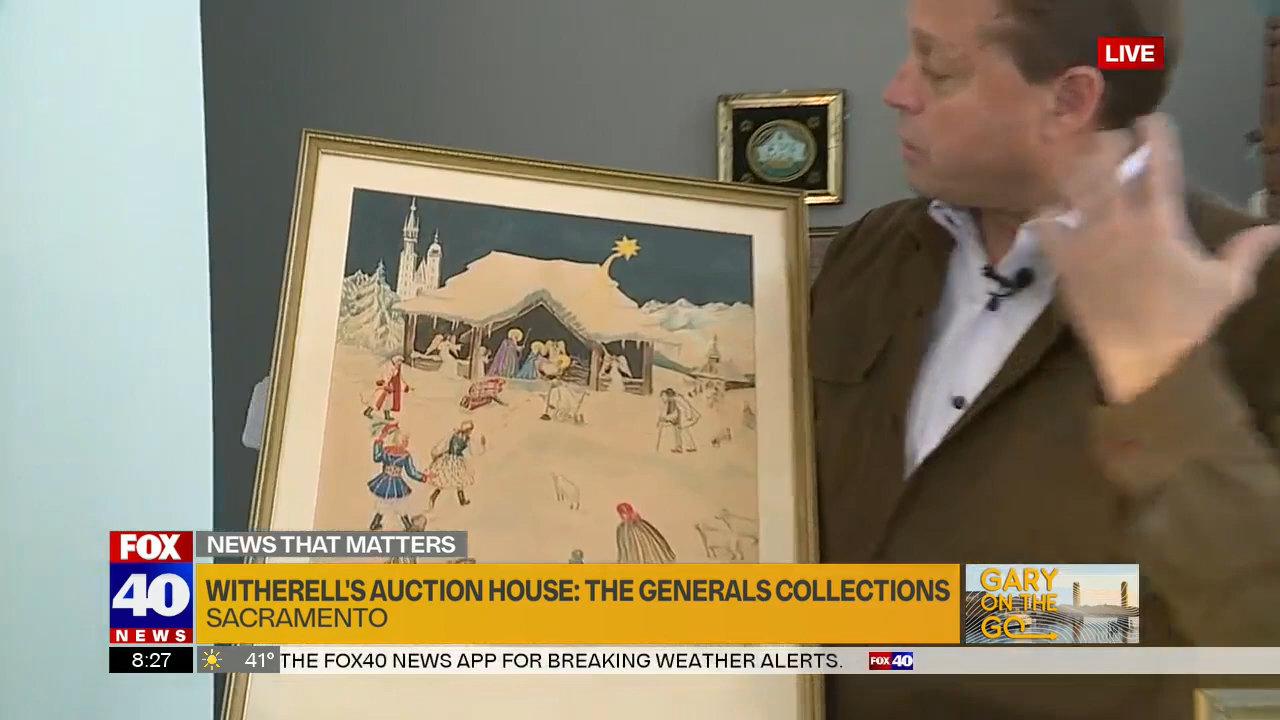 LIVE
FOX
40
NEWS
NEWS THAT MATTERS
WITHERELL'S AUCTION HOUSE: THE GENERALS COLLECTIONS
SACRAMENTO
GARY
ON THE
GO
8:27
41°
THE FOX40 NEWS APP FOR BREAKING WEATHER ALERTS.
FOX 40